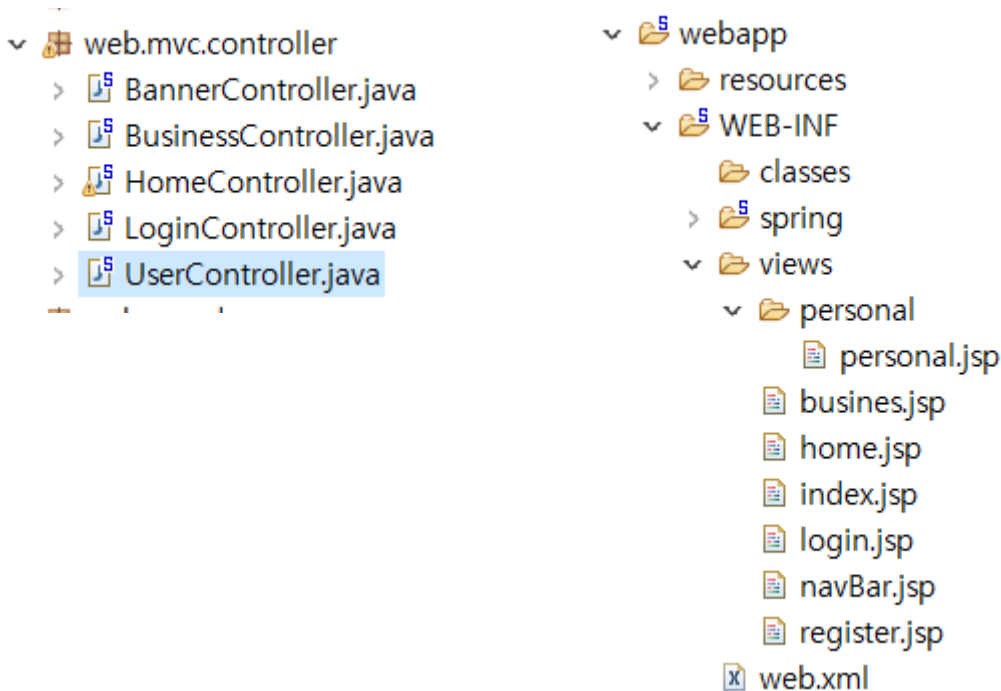 web.mvc.controller
BannerController.java
BusinessController.java
HomeController.java
LoginController.java
UserController.java
webapp
resources
WEB-INF
classes
spring
views
personal
personal.jsp
busines.jsp
home.jsp
index.jsp
login.jsp
navBar.jsp
register.jsp
web.xml